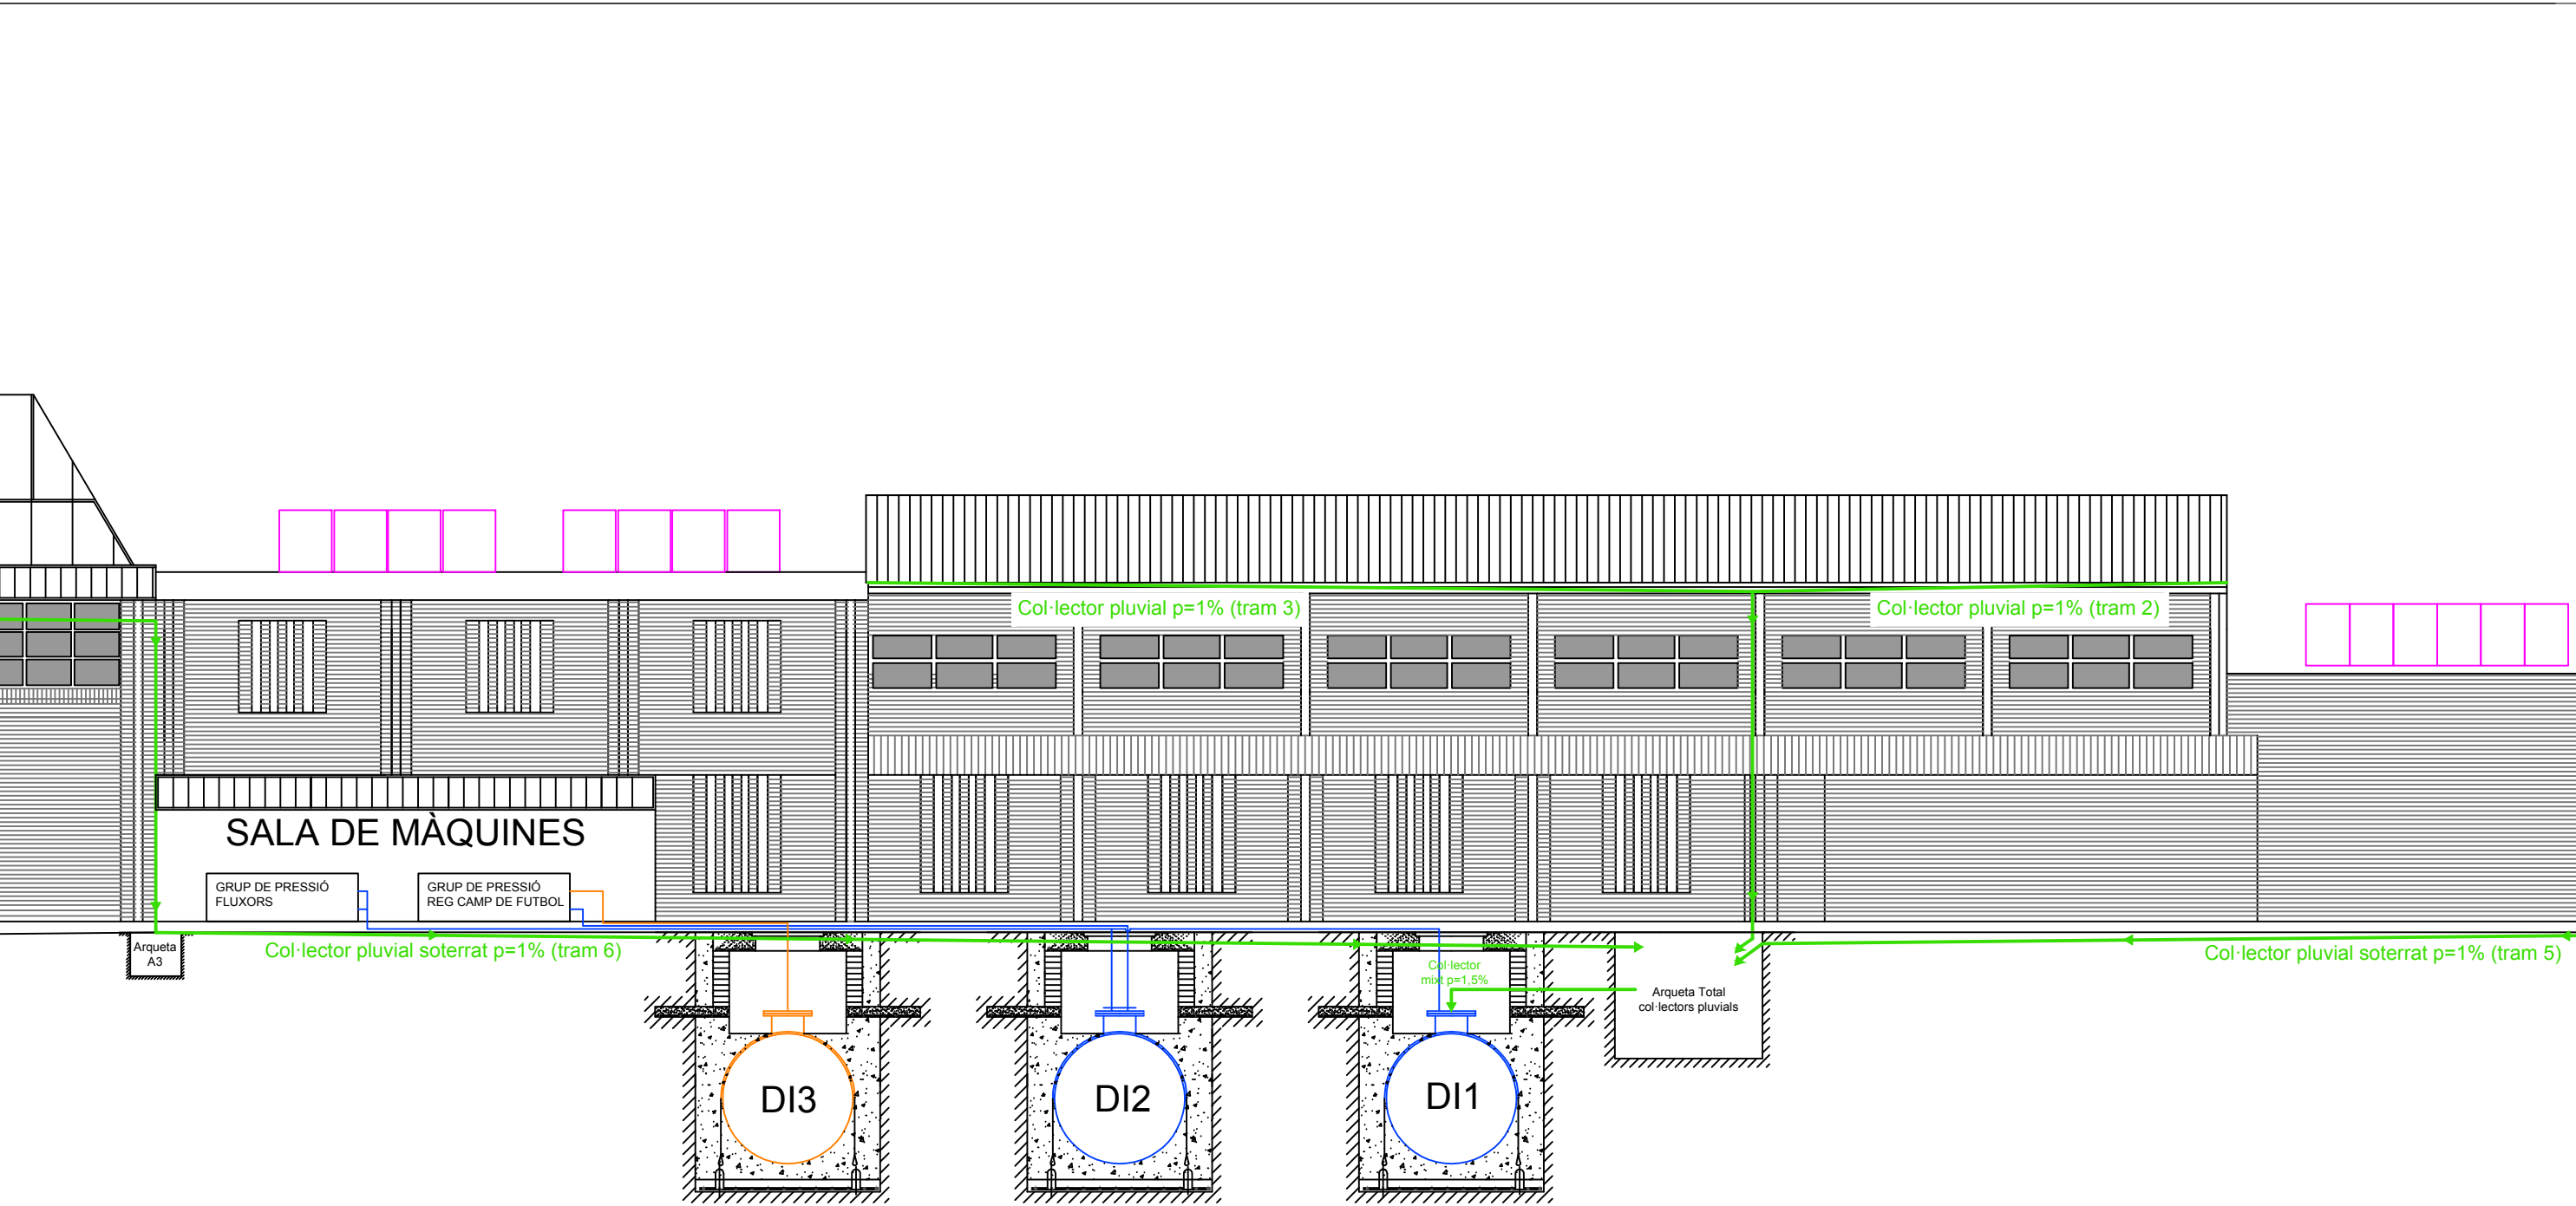 Col·lector pluvial p=1% (tram 3)
Col·lector pluvial p=1% (tram 2)
SALA DE MÀQUINES
GRUP DE PRESSIÓ
FLUXORS
GRUP DE PRESSIÓ
REG CAMP DE FUTBOL
Arqueta
A3
Col·lector pluvial soterrat p=1% (tram 6)
Col·lector pluvial soterrat p=1% (tram 5)
Col·lector
mixt p=1,5%
Arqueta Total
col·lectors pluvials
DI3
DI2
DI1